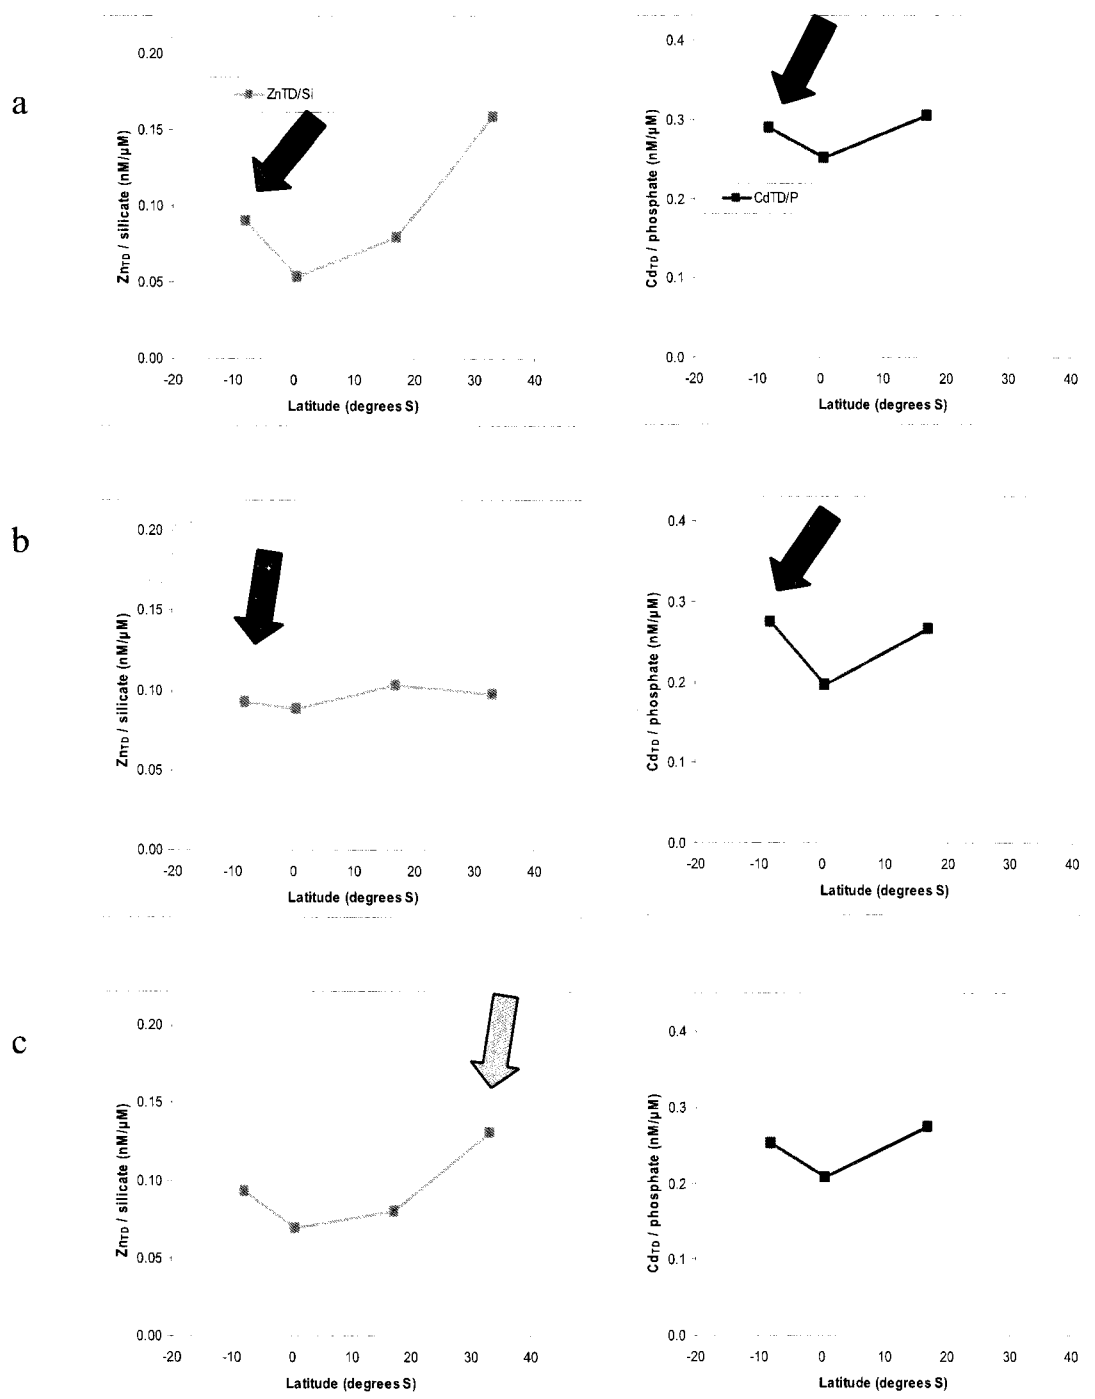 a
Zn_TD / silicate (nM/µM)
0.20
0.15
0.10
0.05
0.00
ZnTD/Si
-20 -10 0 10 20 30 40
Latitude (degrees S)
Cd_TD / phosphate (nM/µM)
0.4
0.3
0.2
0.1
0.0
CdTD/P
-20 -10 0 10 20 30 40
Latitude (degrees S)
b
Zn_TD / silicate (nM/µM)
0.20
0.15
0.10
0.05
0.00
-20 -10 0 10 20 30 40
Latitude (degrees S)
Cd_TD / phosphate (nM/µM)
0.4
0.3
0.2
0.1
0.0
-20 -10 0 10 20 30 40
Latitude (degrees S)
c
Zn_TD / silicate (nM/µM)
0.20
0.15
0.10
0.05
0.00
-20 -10 0 10 20 30 40
Latitude (degrees S)
Cd_TD / phosphate (nM/µM)
0.4
0.3
0.2
0.1
0.0
-20 -10 0 10 20 30 40
Latitude (degrees S)